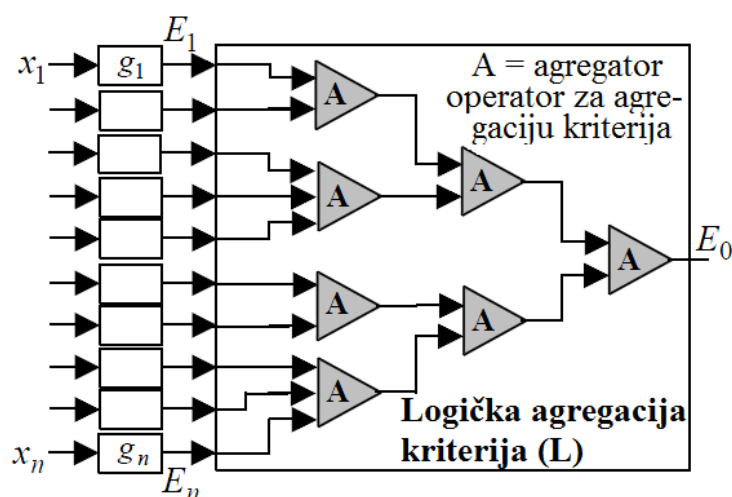 E1
x1
g1
A = agregator
operator za agre-
gaciju kriterija
A
A
A
A
E0
A
A
A
Logička agregacija
kriterija (L)
xn
gn
En